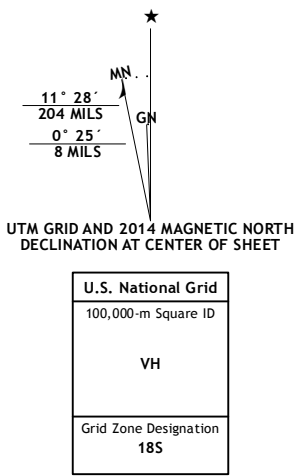 ★
MN
11° 28´
204 MILS
GN
0° 25´
8 MILS
UTM GRID AND 2014 MAGNETIC NORTH
DECLINATION AT CENTER OF SHEET
U.S. National Grid
100,000-m Square ID
VH
Grid Zone Designation
18S